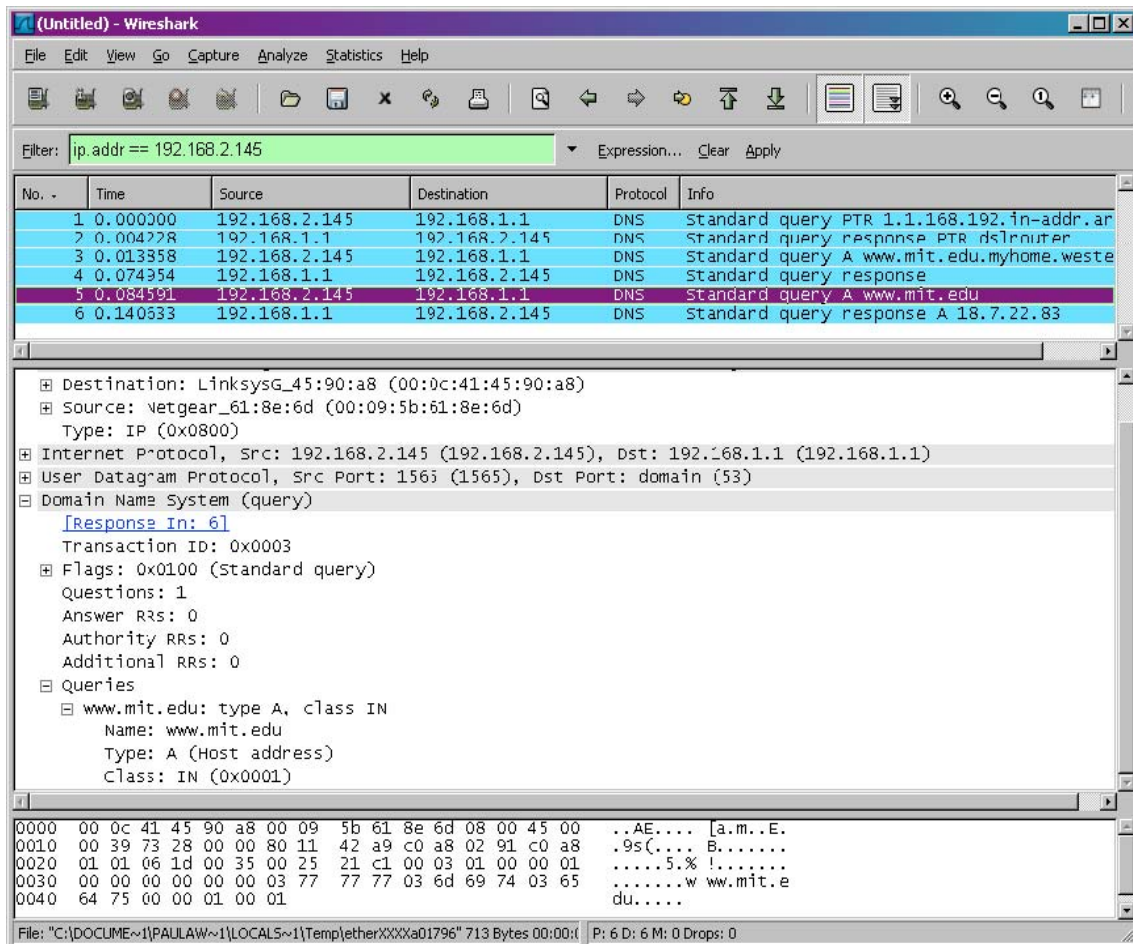 (Untitled) - Wireshark
File Edit View Go Capture Analyze Statistics Help
Filter: ip.addr == 192.168.2.145 Expression... Clear Apply
No. - Time Source Destination Protocol Info
1 0.000000 192.168.2.145 192.168.1.1 DNS Standard query PTR 1.1.168.192.in-addr.ar
2 0.004228 192.168.1.1 192.168.2.145 DNS Standard query response PTR dslrouter
3 0.013858 192.168.2.145 192.168.1.1 DNS Standard query A www.mit.edu.myhome.weste
4 0.074954 192.168.1.1 192.168.2.145 DNS Standard query response
5 0.084591 192.168.2.145 192.168.1.1 DNS Standard query A www.mit.edu
6 0.140633 192.168.1.1 192.168.2.145 DNS Standard query response A 18.7.22.83
Destination: LinksysG_45:90:a8 (00:0c:41:45:90:a8)
Source: Netgear_61:8e:6d (00:09:5b:61:8e:6d)
Type: IP (0x0800)
Internet Protocol, Src: 192.168.2.145 (192.168.2.145), Dst: 192.168.1.1 (192.168.1.1)
User Datagram Protocol, Src Port: 1565 (1565), Dst Port: domain (53)
Domain Name System (query)
[Response In: 6]
Transaction ID: 0x0003
Flags: 0x0100 (Standard query)
Questions: 1
Answer RRs: 0
Authority RRs: 0
Additional RRs: 0
Queries
www.mit.edu: type A, class IN
Name: www.mit.edu
Type: A (Host address)
Class: IN (0x0001)
0000 00 0c 41 45 90 a8 00 09 5b 61 8e 6d 08 00 45 00 ..AE.... [a.m..E.
0010 00 39 73 28 00 00 80 11 42 a9 c0 a8 02 91 c0 a8 .9s(.... B.......
0020 01 01 06 1d 00 35 00 25 21 c1 00 03 01 00 00 01 .....5.% !.......
0030 00 00 00 00 00 00 03 77 77 77 03 6d 69 74 03 65 .......w ww.mit.e
0040 64 75 00 00 01 00 01 du.....
File: "C:\DOCUME~1\PAULAW~1\LOCALS~1\Temp\etherXXXXa01796" 713 Bytes 00:00:( P: 6 D: 6 M: 0 Drops: 0